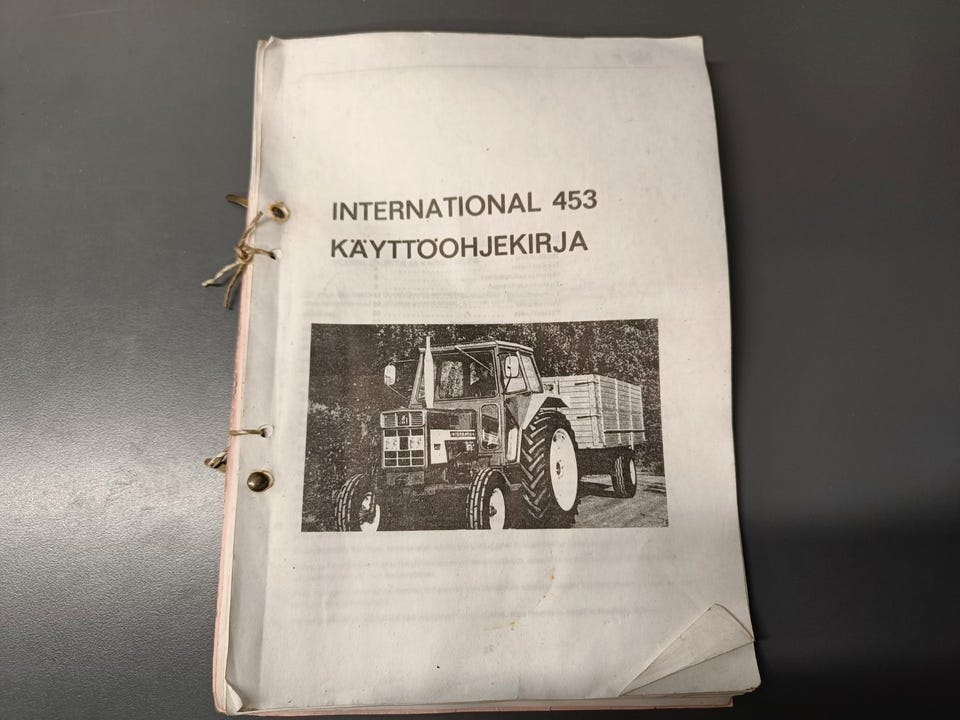 INTERNATIONAL 453
KÄYTTÖOHJEKIRJA